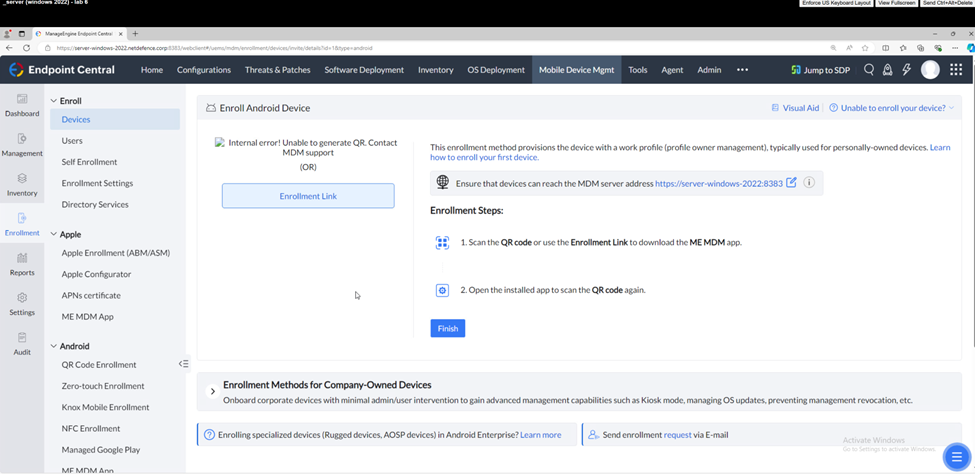 _server (windows 2022) - lab 6
Enforce US Keyboard Layout View Fullscreen Send Ctrl+Alt+Delete
ManageEngine Endpoint Central
https://server-windows-2022.netdefence.corp:8383/webclient#/uems/mdm/enrollment/devices/invite/details?id=1&type=android
Endpoint Central Home Configurations Threats & Patches Software Deployment Inventory OS Deployment Mobile Device Mgmt Tools Agent Admin ••• Jump to SDP
Dashboard
Management
Inventory
Enrollment
Reports
Settings
Audit
Enroll
Devices
Users
Self Enrollment
Enrollment Settings
Directory Services
Apple
Apple Enrollment (ABM/ASM)
Apple Configurator
APNs certificate
ME MDM App
Android
QR Code Enrollment
Zero-touch Enrollment
Knox Mobile Enrollment
NFC Enrollment
Managed Google Play
ME MDM App
Enroll Android Device
Visual Aid Unable to enroll your device?
Internal error! Unable to generate QR. Contact
MDM support
(OR)
Enrollment Link
This enrollment method provisions the device with a work profile (profile owner management), typically used for personally-owned devices. Learn
how to enroll your first device.
Ensure that devices can reach the MDM server address https://server-windows-2022:8383
Enrollment Steps:
1. Scan the QR code or use the Enrollment Link to download the ME MDM app.
2. Open the installed app to scan the QR code again.
Finish
Enrollment Methods for Company-Owned Devices
Onboard corporate devices with minimal admin/user intervention to gain advanced management capabilities such as Kiosk mode, managing OS updates, preventing management revocation, etc.
Enrolling specialized devices (Rugged devices, AOSP devices) in Android Enterprise? Learn more
Send enrollment request via E-mail
Activate Windows
Go to Settings to activate Windows.